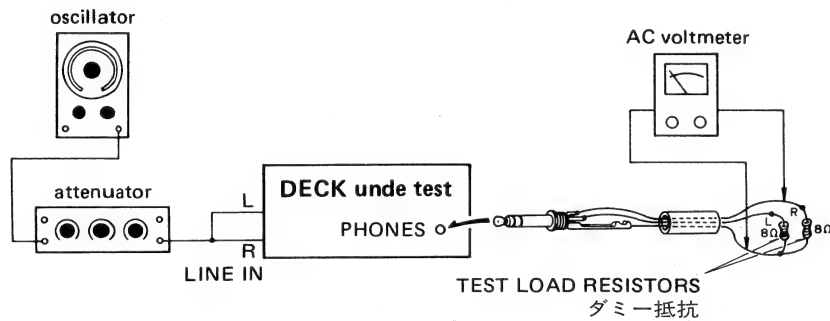 oscillator
AC voltmeter
attenuator
L
DECK unde test
PHONES
R
LINE IN
L
R
8Ω
8Ω
TEST LOAD RESISTORS
ダミー抵抗